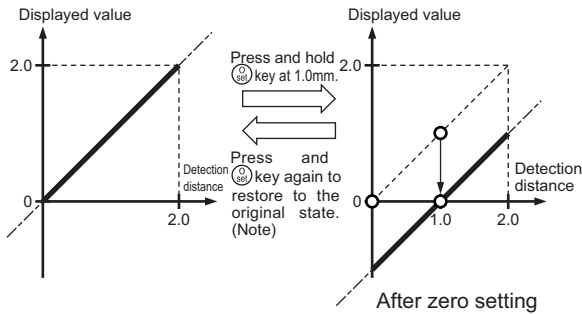 Displayed value
2.0
0
2.0
Detection
distance
Press and hold
0 set key at 1.0mm.
Press and
0 set key again to
restore to the
original state.
(Note)
Displayed value
2.0
0
1.0
2.0
Detection
distance
After zero setting